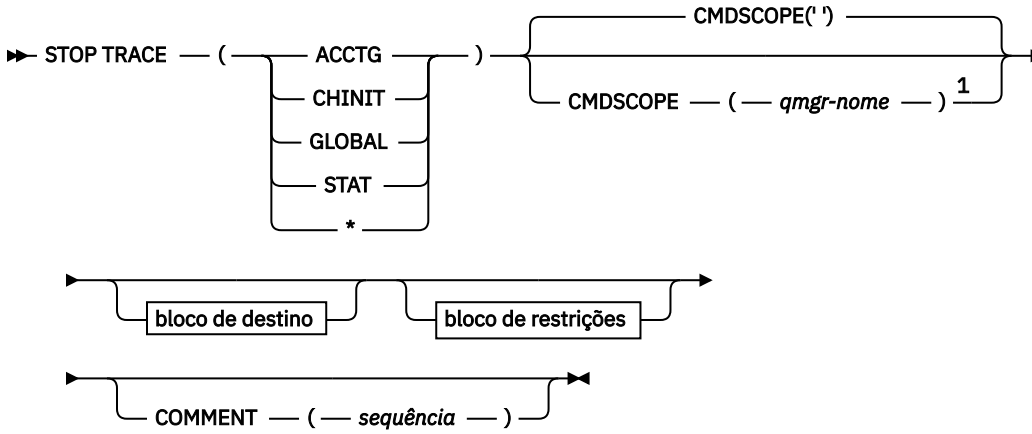 CMDSCOPE(' ')
STOP TRACE ( ACCTG )
CHINIT
GLOBAL
STAT
*
CMDSCOPE ( qmgr-nome ) 1
bloco de destino
bloco de restrições
COMMENT ( sequência )